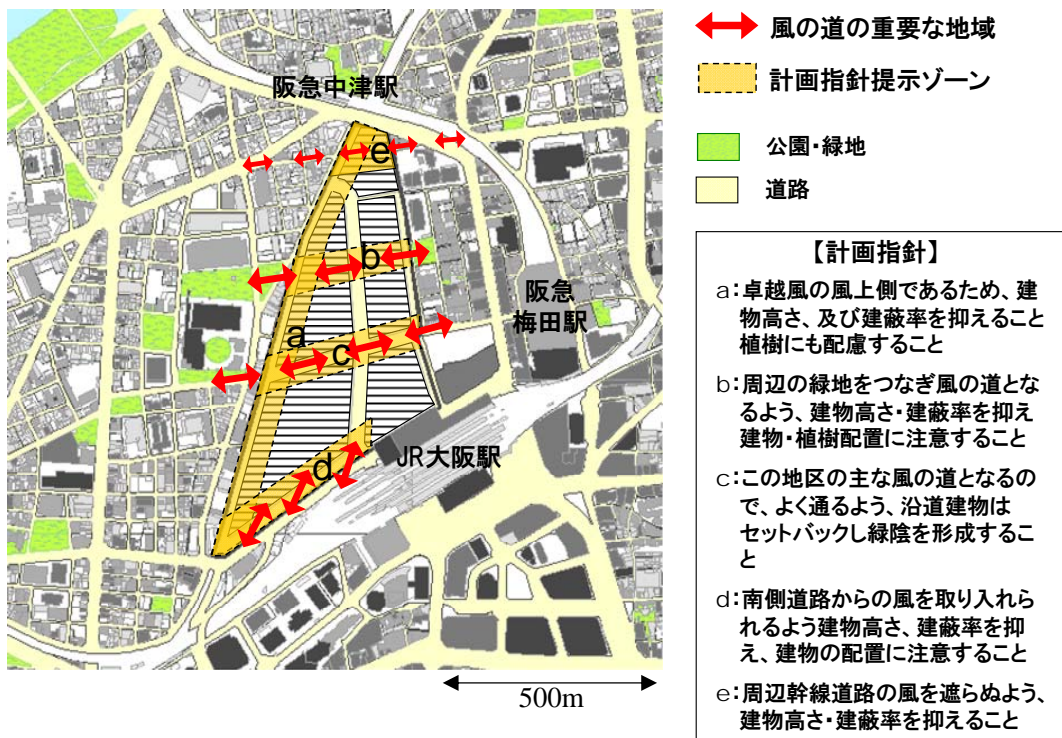 阪急中津駅
e
b
阪急
梅田駅
a
c
JR大阪駅
d
500m
風の道の重要な地域
計画指針提示ゾーン
公園・緑地
道路
【計画指針】
a:卓越風の風上側であるため、建
物高さ、及び建蔽率を抑えること
植樹にも配慮すること
b:周辺の緑地をつなぎ風の道とな
るよう、建物高さ・建蔽率を抑え
建物・植樹配置に注意すること
c:この地区の主な風の道となるの
で、よく通るよう、沿道建物は
セットバックし緑陰を形成するこ
と
d:南側道路からの風を取り入れら
れるよう建物高さ、建蔽率を抑
え、建物の配置に注意すること
e:周辺幹線道路の風を遮らぬよう、
建物高さ・建蔽率を抑えること